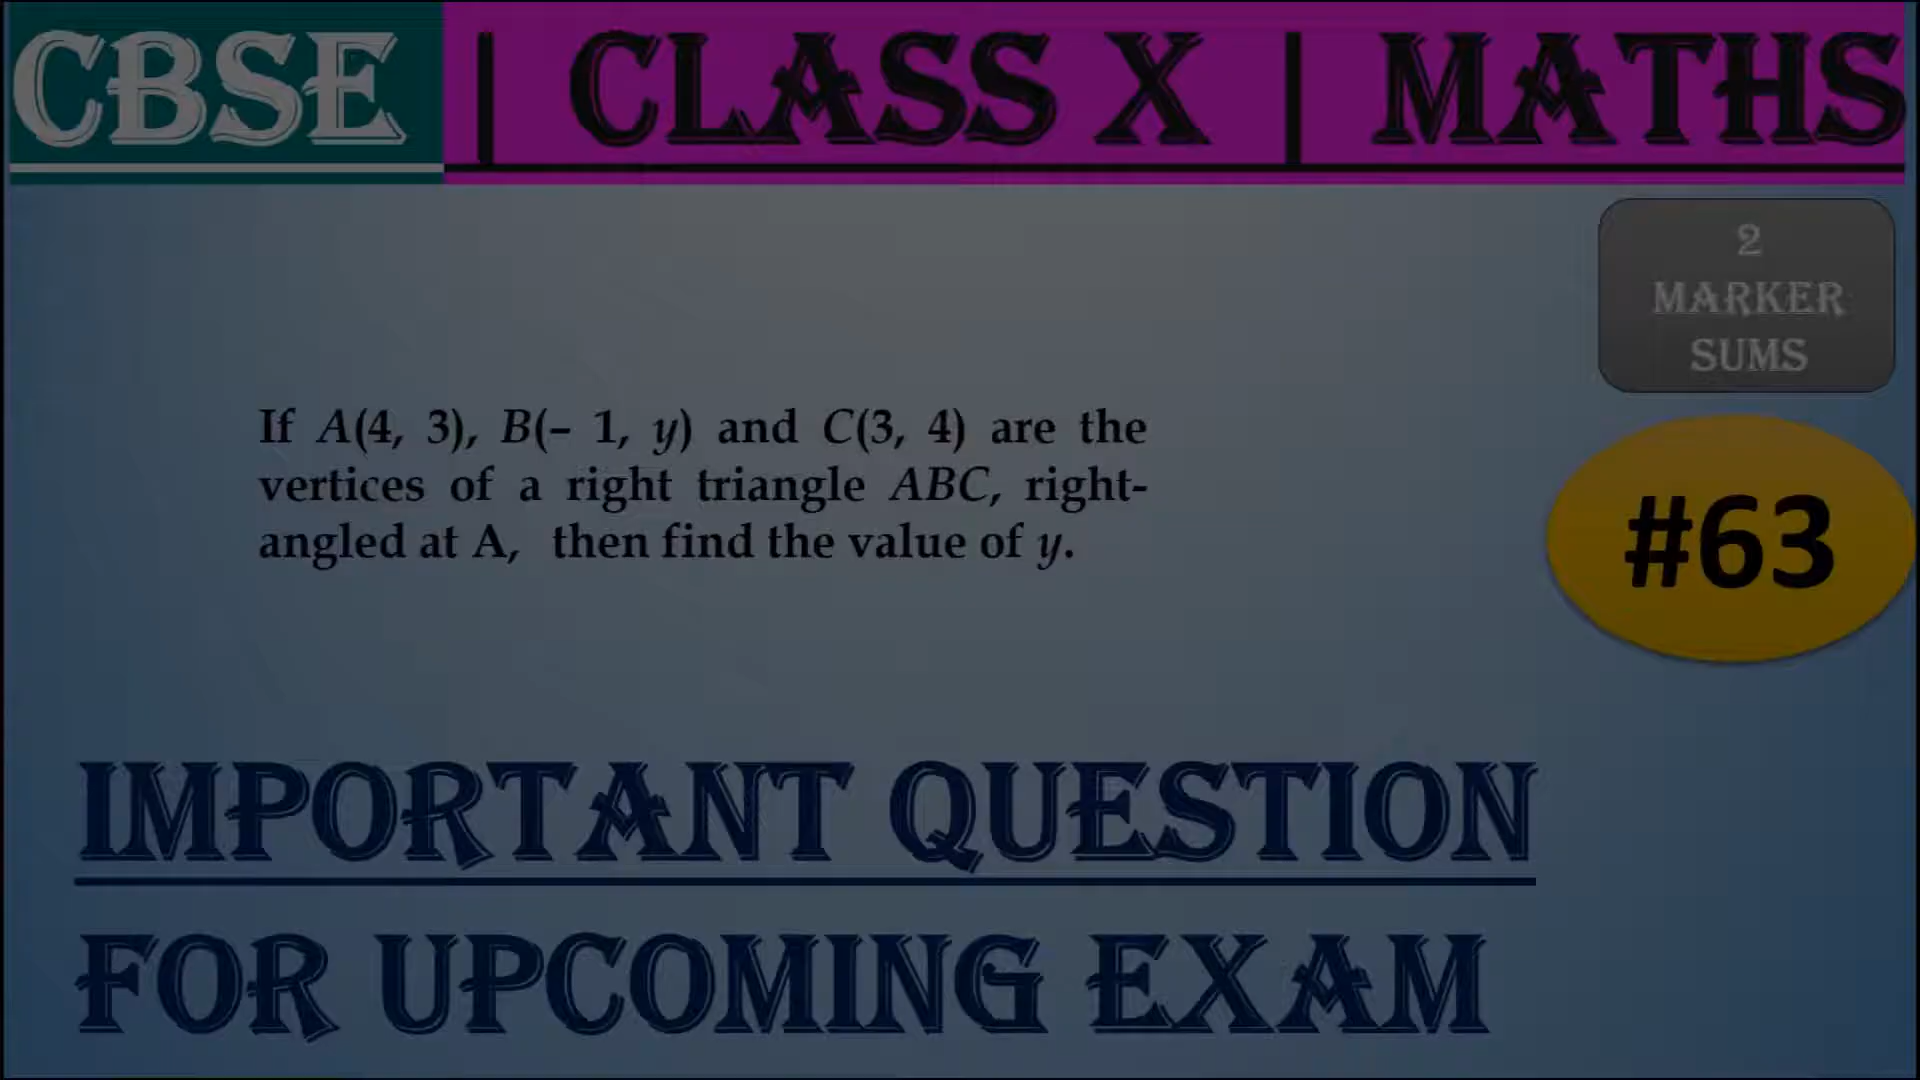 CBSE | CLASS X | MATHS
2
MARKER
SUMS
If A(4, 3), B(– 1, y) and C(3, 4) are the
vertices of a right triangle ABC, right-
angled at A, then find the value of y.
#63
IMPORTANT QUESTION
FOR UPCOMING EXAM